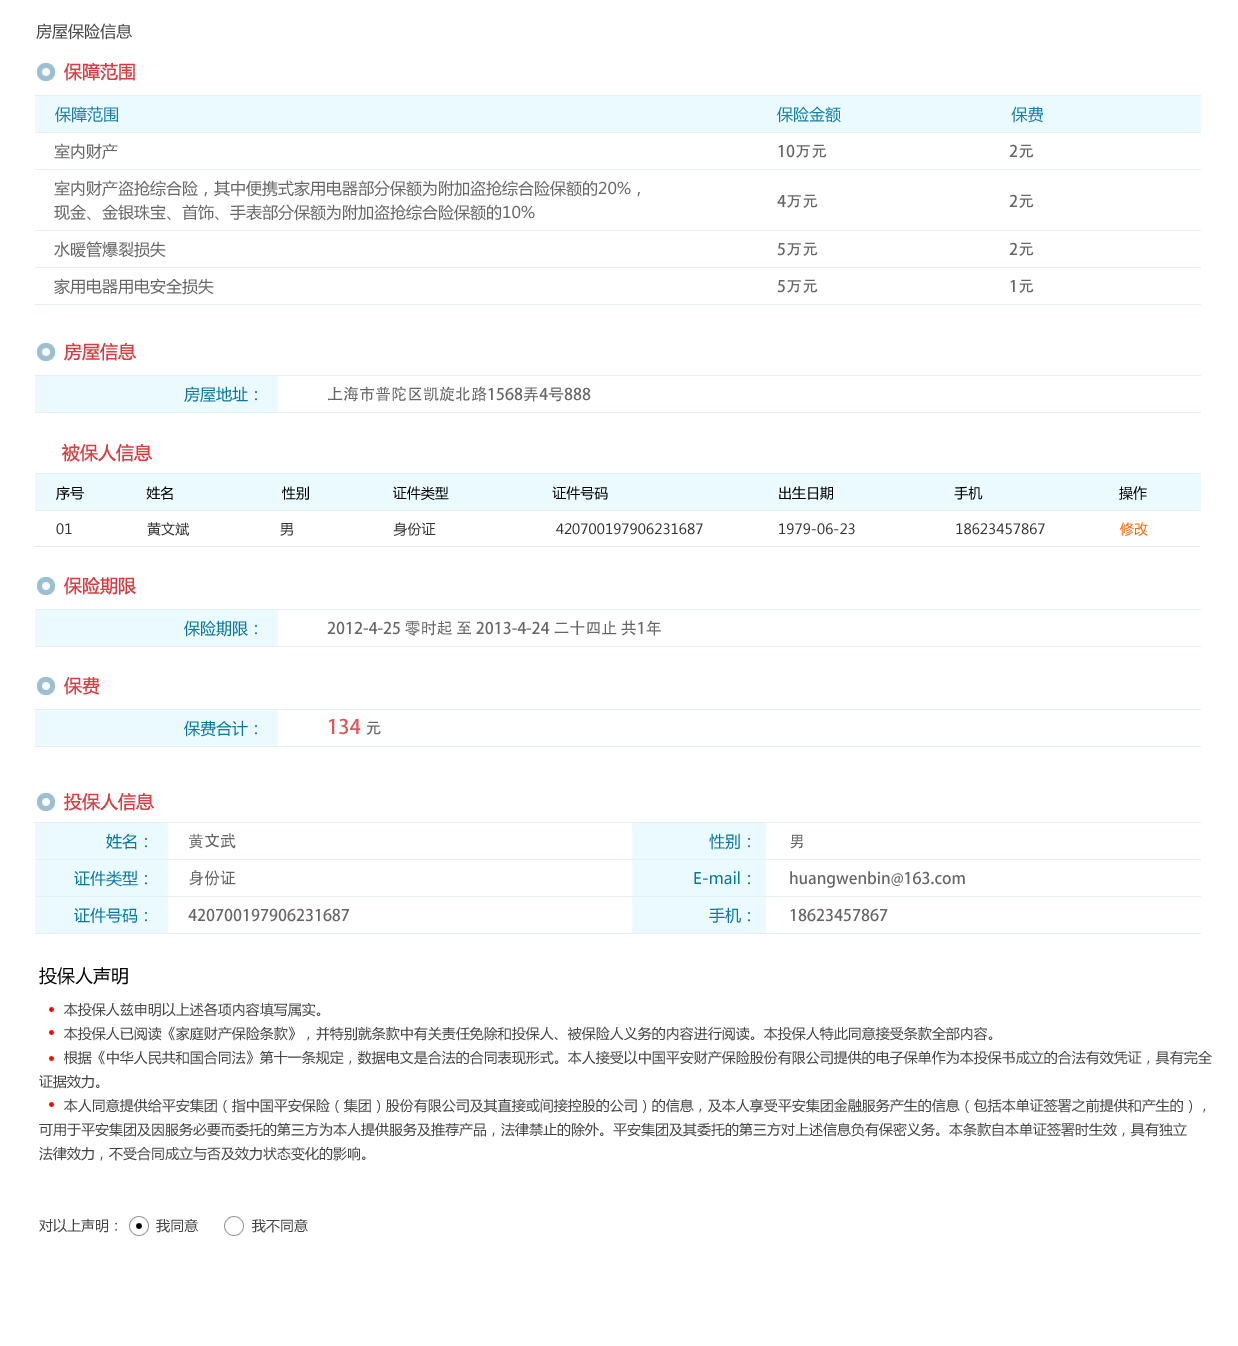 房屋保险信息
保障范围
保障范围 保险金额 保费
室内财产 10万元 2元
室内财产盗抢综合险，其中便携式家用电器部分保额为附加盗抢综合险保额的20%，
现金、金银珠宝、首饰、手表部分保额为附加盗抢综合险保额的10% 4万元 2元
水暖管爆裂损失 5万元 2元
家用电器用电安全损失 5万元 1元
房屋信息
房屋地址： 上海市普陀区凯旋北路1568弄4号888
被保人信息
序号 姓名 性别 证件类型 证件号码 出生日期 手机 操作
01 黄文斌 男 身份证 420700197906231687 1979-06-23 18623457867 修改
保险期限
保险期限： 2012-4-25 零时起 至 2013-4-24 二十四止 共1年
保费
保费合计： 134 元
投保人信息
姓名： 黄文武 性别： 男
证件类型： 身份证 E-mail： huangwenbin@163.com
证件号码： 420700197906231687 手机： 18623457867
投保人声明
本投保人兹申明以上述各项内容填写属实。
本投保人已阅读《家庭财产保险条款》，并特别就条款中有关责任免除和投保人、被保险人义务的内容进行阅读。本投保人特此同意接受条款全部内容。
根据《中华人民共和国合同法》第十一条规定，数据电文是合法的合同表现形式。本人接受以中国平安财产保险股份有限公司提供的电子保单作为本投保书成立的合法有效凭证，具有完全
证据效力。
本人同意提供给平安集团（指中国平安保险（集团）股份有限公司及其直接或间接控股的公司）的信息，及本人享受平安集团金融服务产生的信息（包括本单证签署之前提供和产生的），
可用于平安集团及因服务必要而委托的第三方为本人提供服务及推荐产品，法律禁止的除外。平安集团及其委托的第三方对上述信息负有保密义务。本条款自本单证签署时生效，具有独立
法律效力，不受合同成立与否及效力状态变化的影响。
对以上声明： 我同意 我不同意